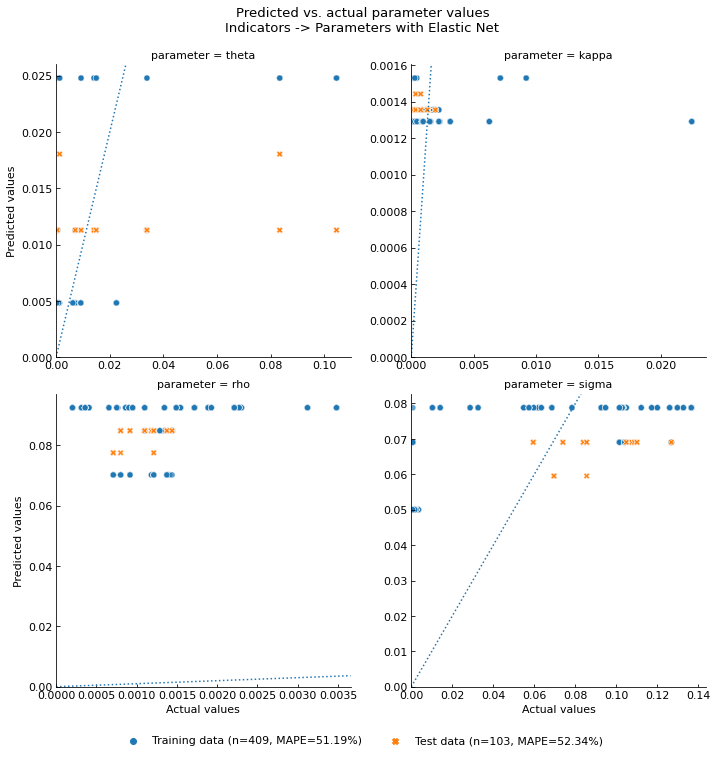 Predicted vs. actual parameter values
Indicators -> Parameters with Elastic Net
parameter = theta
parameter = kappa
0.025
0.020
0.015
0.010
0.005
0.000
Predicted values
0.00 0.02 0.04 0.06 0.08 0.10
0.0016
0.0014
0.0012
0.0010
0.0008
0.0006
0.0004
0.0002
0.0000
0.000 0.005 0.010 0.015 0.020
parameter = rho
parameter = sigma
0.08
0.06
0.04
0.02
0.00
Predicted values
0.0000 0.0005 0.0010 0.0015 0.0020 0.0025 0.0030 0.0035
Actual values
0.08
0.07
0.06
0.05
0.04
0.03
0.02
0.01
0.00
0.00 0.02 0.04 0.06 0.08 0.10 0.12 0.14
Actual values
Training data (n=409, MAPE=51.19%)
Test data (n=103, MAPE=52.34%)